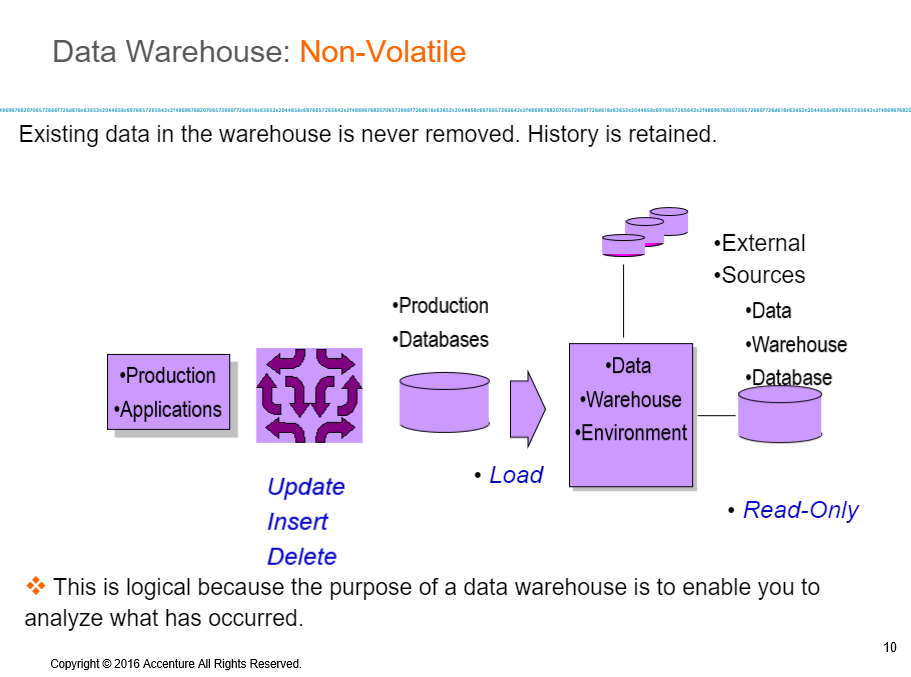 Data Warehouse: Non-Volatile
Existing data in the warehouse is never removed. History is retained.
•External
•Sources
•Production
•Databases
•Data
•Warehouse
•Database
•Production
•Applications
•Data
•Warehouse
•Environment
Update
Insert
Delete
• Load
• Read-Only
❖ This is logical because the purpose of a data warehouse is to enable you to
analyze what has occurred.
10
Copyright © 2016 Accenture All Rights Reserved.